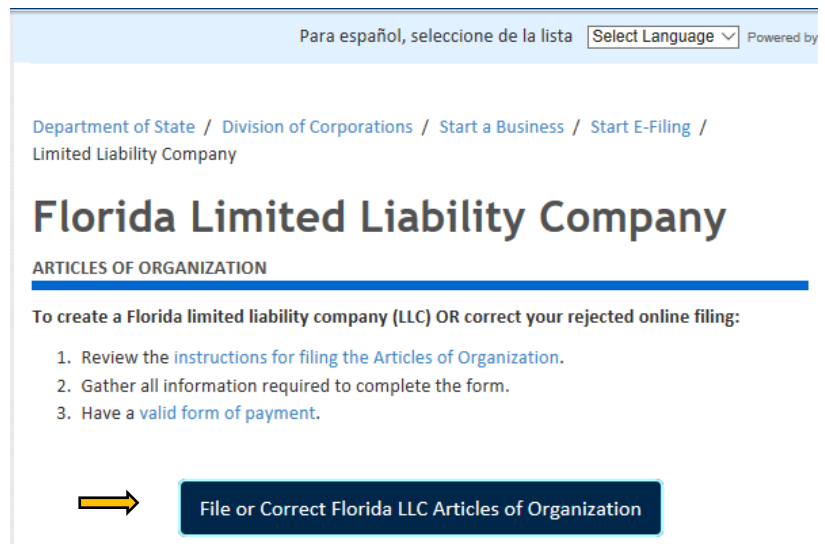 Para español, seleccione de la lista Select Language Powered by
Department of State / Division of Corporations / Start a Business / Start E-Filing /
Limited Liability Company
Florida Limited Liability Company
ARTICLES OF ORGANIZATION
To create a Florida limited liability company (LLC) OR correct your rejected online filing:
1. Review the instructions for filing the Articles of Organization.
2. Gather all information required to complete the form.
3. Have a valid form of payment.
File or Correct Florida LLC Articles of Organization